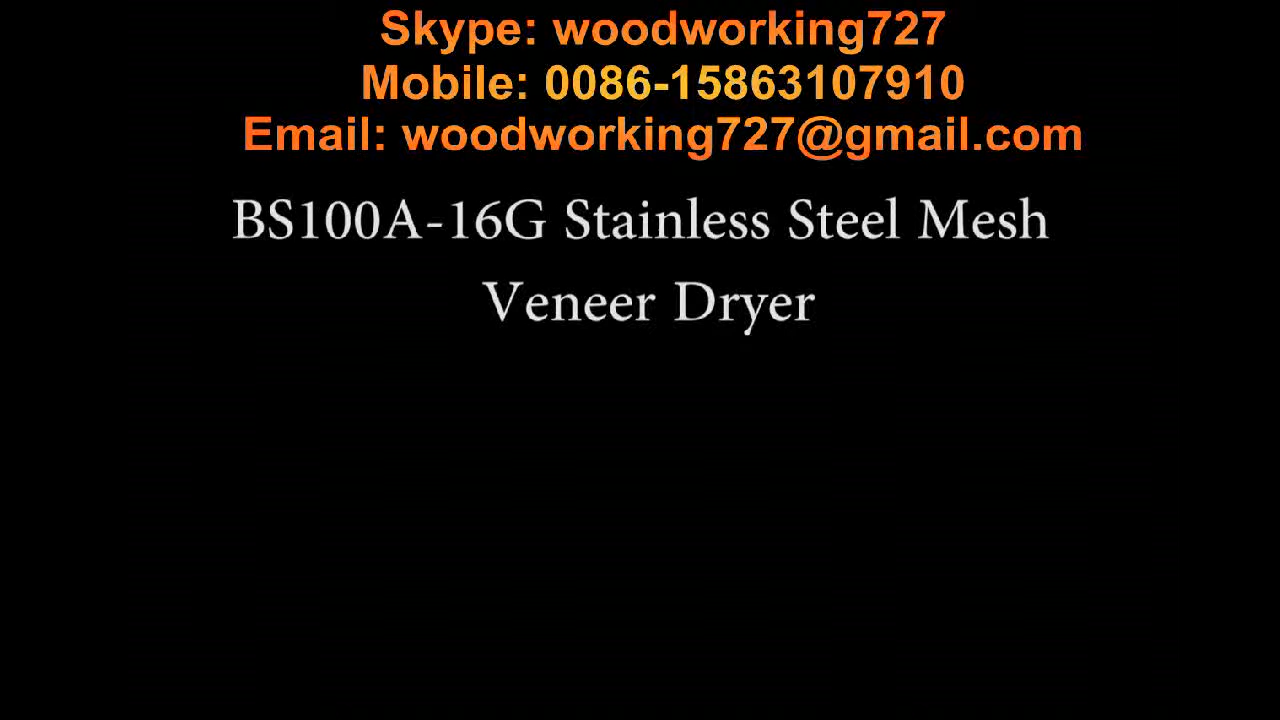 Skype: woodworking727
Mobile: 0086-15863107910
Email: woodworking727@gmail.com
BS100A-16G Stainless Steel Mesh
Veneer Dryer